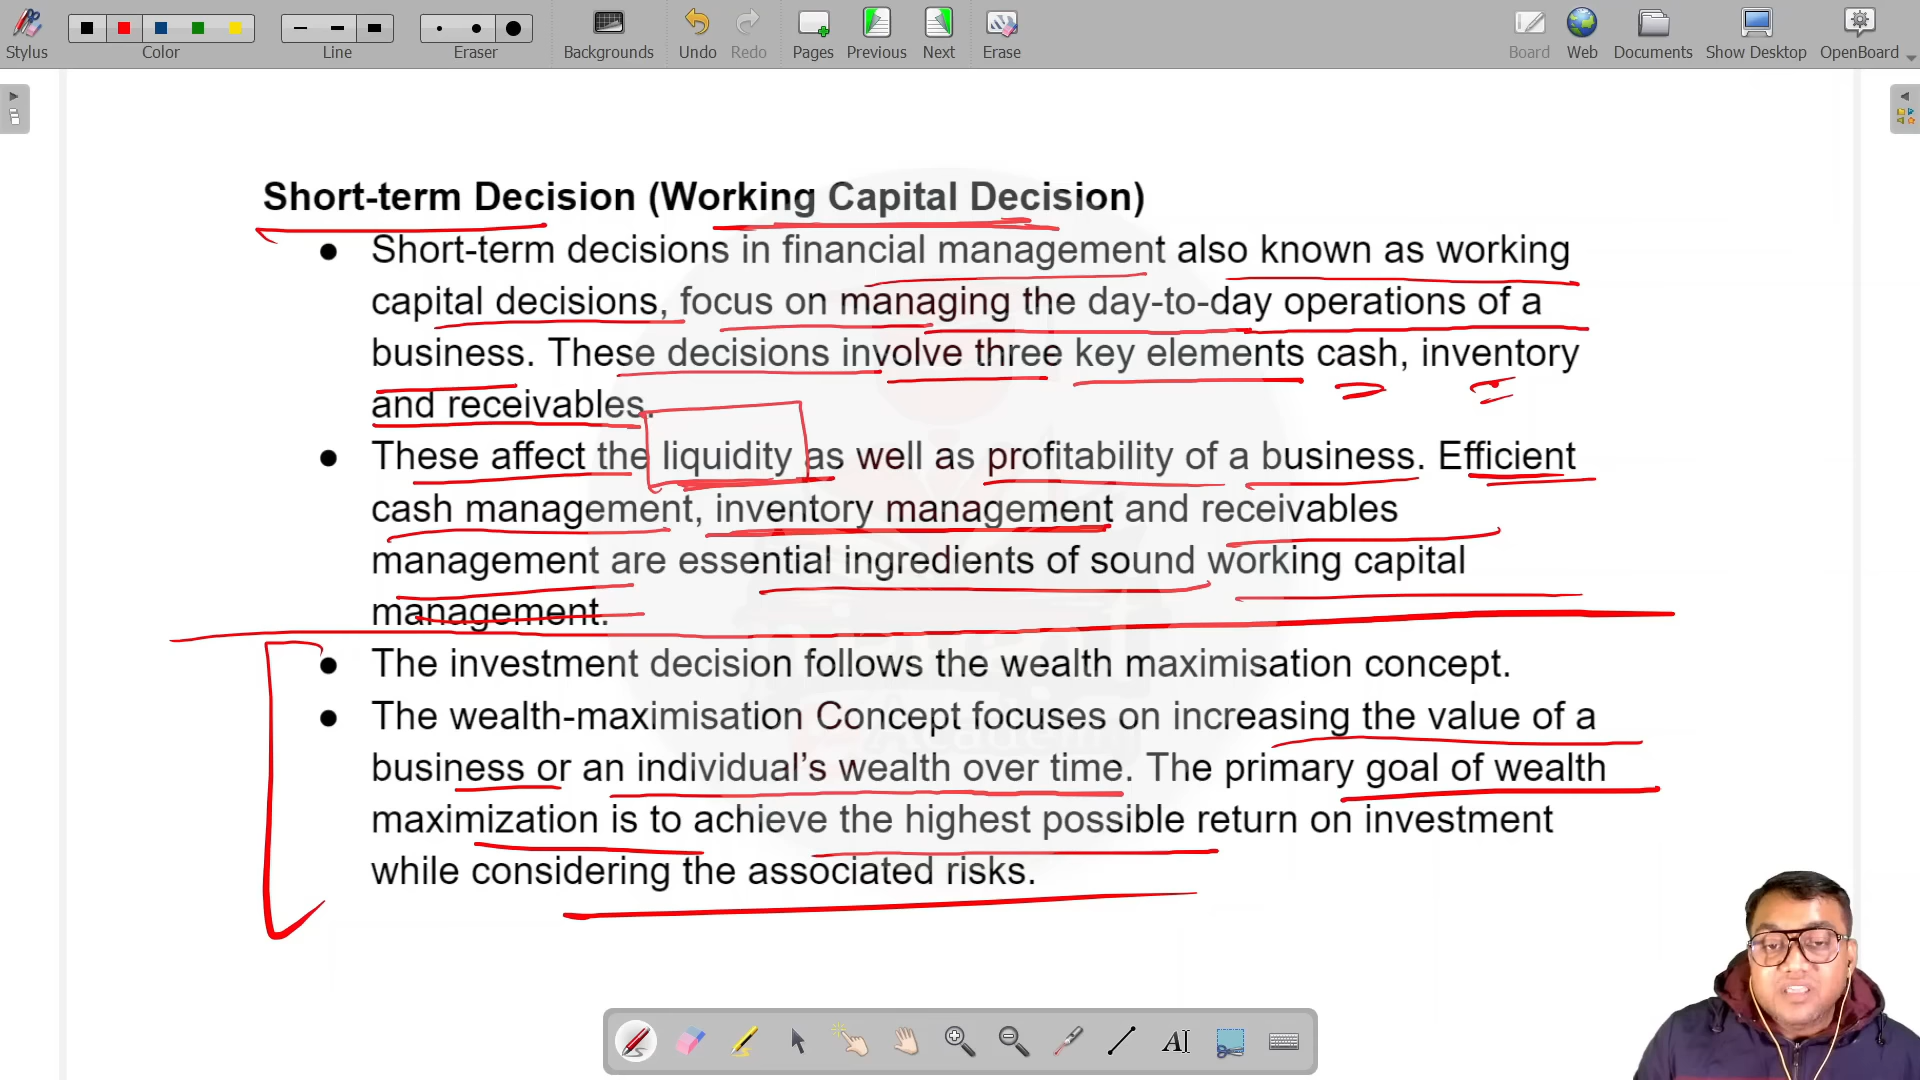 Stylus
Color
Line
Eraser
Backgrounds
Undo
Redo
Pages
Previous
Next
Erase
Board
Web
Documents
Show Desktop
OpenBoard
Short-term Decision (Working Capital Decision)
● Short-term decisions in financial management also known as working
capital decisions, focus on managing the day-to-day operations of a
business. These decisions involve three key elements cash, inventory
and receivables.
● These affect the liquidity as well as profitability of a business. Efficient
cash management, inventory management and receivables
management are essential ingredients of sound working capital
management.
● The investment decision follows the wealth maximisation concept.
● The wealth-maximisation Concept focuses on increasing the value of a
business or an individual’s wealth over time. The primary goal of wealth
maximization is to achieve the highest possible return on investment
while considering the associated risks.